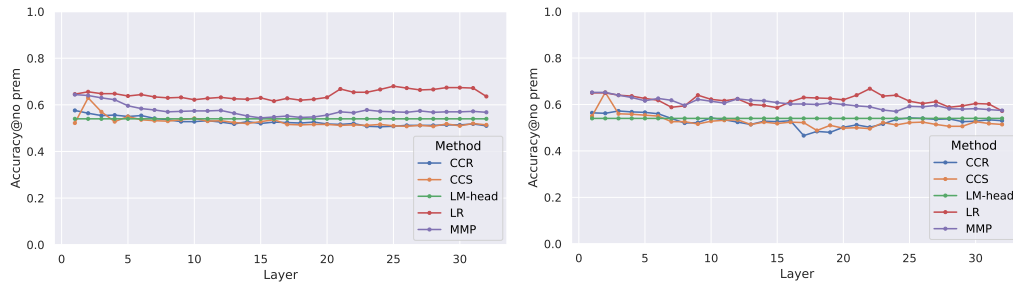 1.0
0.8
0.6
0.4
0.2
0.0
Accuracy@no prem
0 5 10 15 20 25 30
Layer
Method
CCR
CCS
LM-head
LR
MMP
1.0
0.8
0.6
0.4
0.2
0.0
Accuracy@no prem
0 5 10 15 20 25 30
Layer
Method
CCR
CCS
LM-head
LR
MMP